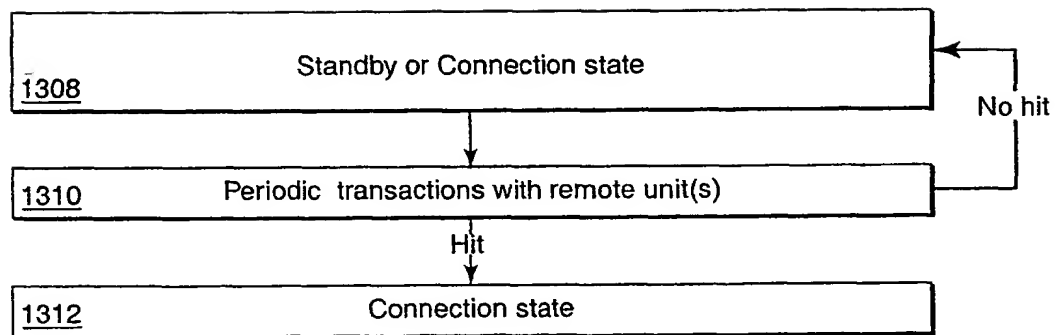 Standby or Connection state
1308
No hit
1310 Periodic transactions with remote unit(s)
Hit
1312 Connection state